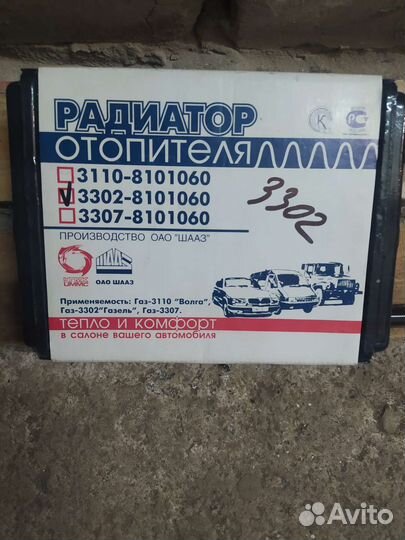 РАДИАТОР
ОТОПИТЕЛЯ
3110-8101060
3302-8101060
3307-8101060
3302
ПРОИЗВОДСТВО ОАО "ШААЗ"
ОАО ШААЗ
Применяемость: Газ-3110 "Волга",
Газ-3302"Газель", Газ-3307.
тепло и комфорт
в салоне вашего автомобиля
Avito